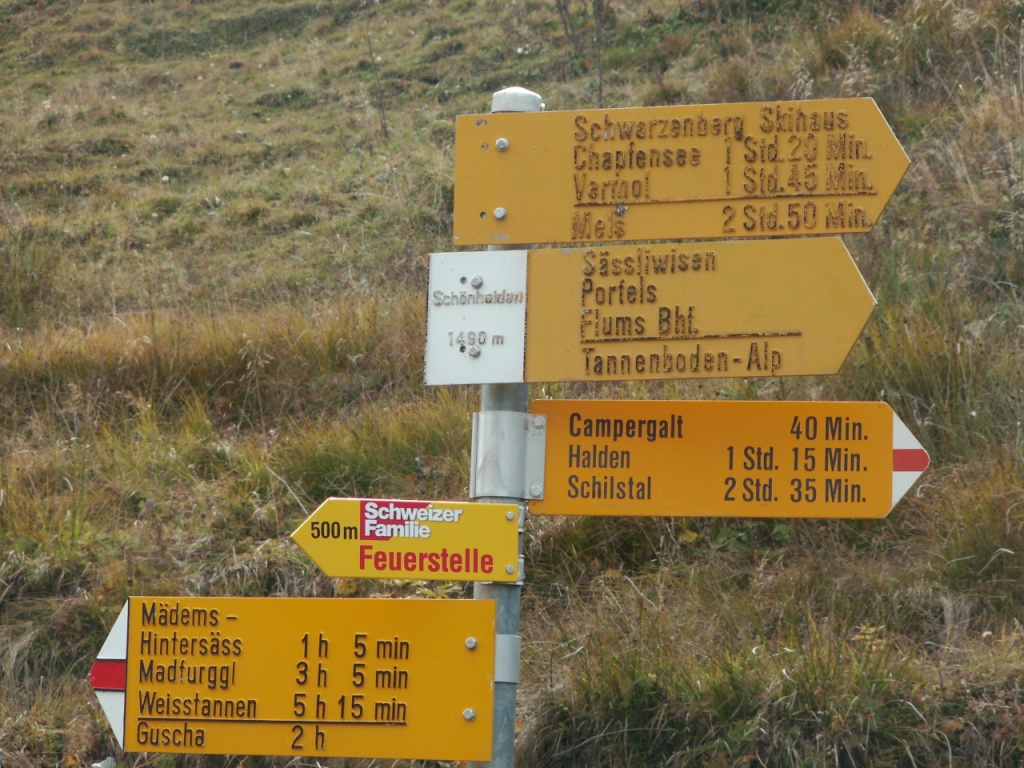 Schwarzenberg Skihaus
Chapfensee 1 Std. 20 Min.
Vermol 1 Std. 45 Min.
Mels 2 Std. 50 Min.
Schönhalden
1490 m
Sässliwisen
Portels
Flums Bhf.
Tannenboden-Alp
Campergalt 40 Min.
Halden 1 Std. 15 Min.
Schilstal 2 Std. 35 Min.
500 m Schweizer
Familie
Feuerstelle
Mädems -
Hintersäss 1 h 5 min
Madfurggl 3 h 5 min
Weisstannen 5 h 15 min
Guscha 2 h